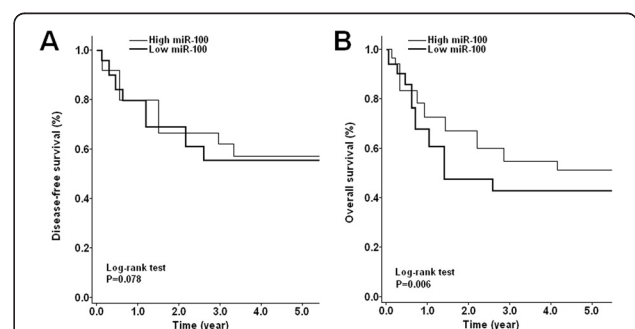 A
High miR-100
Low miR-100
1.0
0.8
0.6
0.4
0.2
0.0
Disease-free survival (%)
Log-rank test
P=0.078
0.0 1.0 2.0 3.0 4.0 5.0
Time (year)
B
High miR-100
Low miR-100
1.0
0.8
0.6
0.4
0.2
0.0
Overall survival (%)
Log-rank test
P=0.006
0.0 1.0 2.0 3.0 4.0 5.0
Time (year)